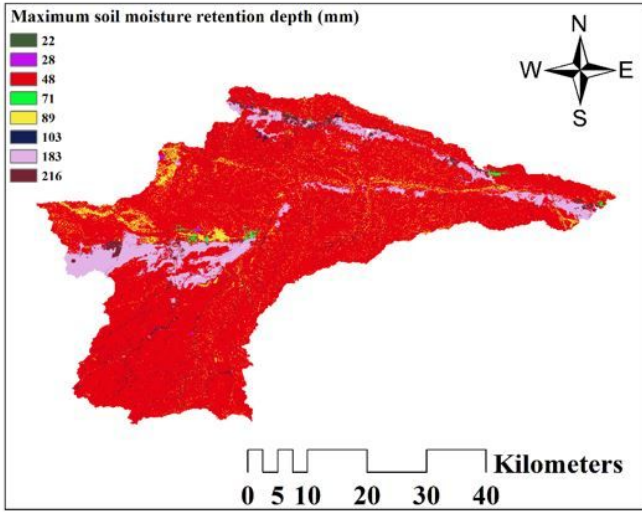 Maximum soil moisture retention depth (mm)
22
28
48
71
89
103
183
216
N
W E
S
Kilometers
0 5 10 20 30 40